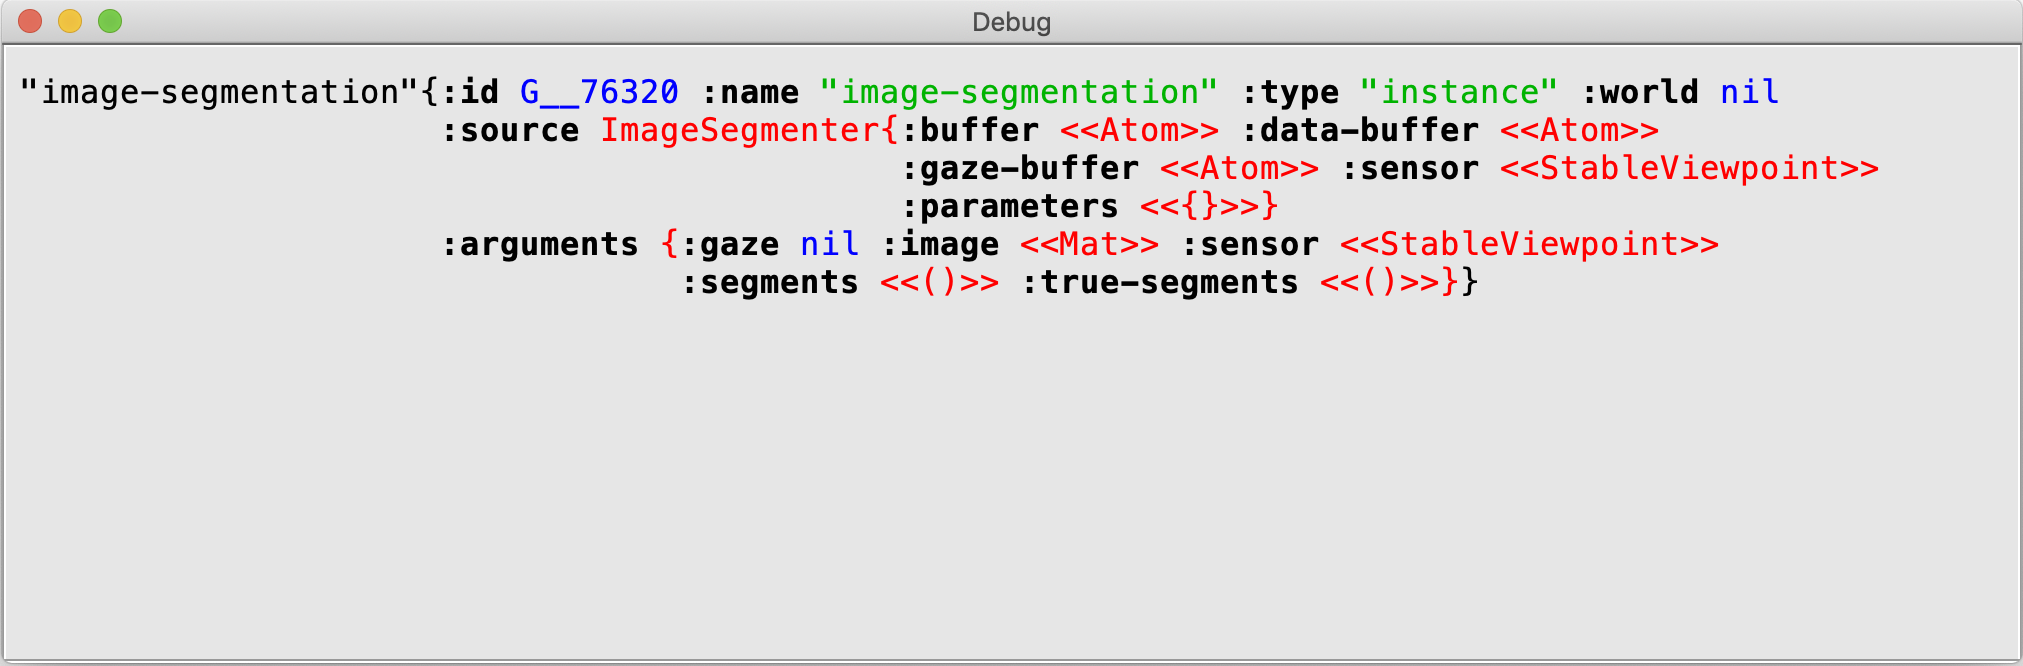 Debug
"image-segmentation"{:id G__76320 :name "image-segmentation" :type "instance" :world nil
:source ImageSegmenter{:buffer <<Atom>> :data-buffer <<Atom>>
:gaze-buffer <<Atom>> :sensor <<StableViewpoint>>
:parameters <<{}>>}
:arguments {:gaze nil :image <<Mat>> :sensor <<StableViewpoint>>
:segments <<()>> :true-segments <<()>>}}